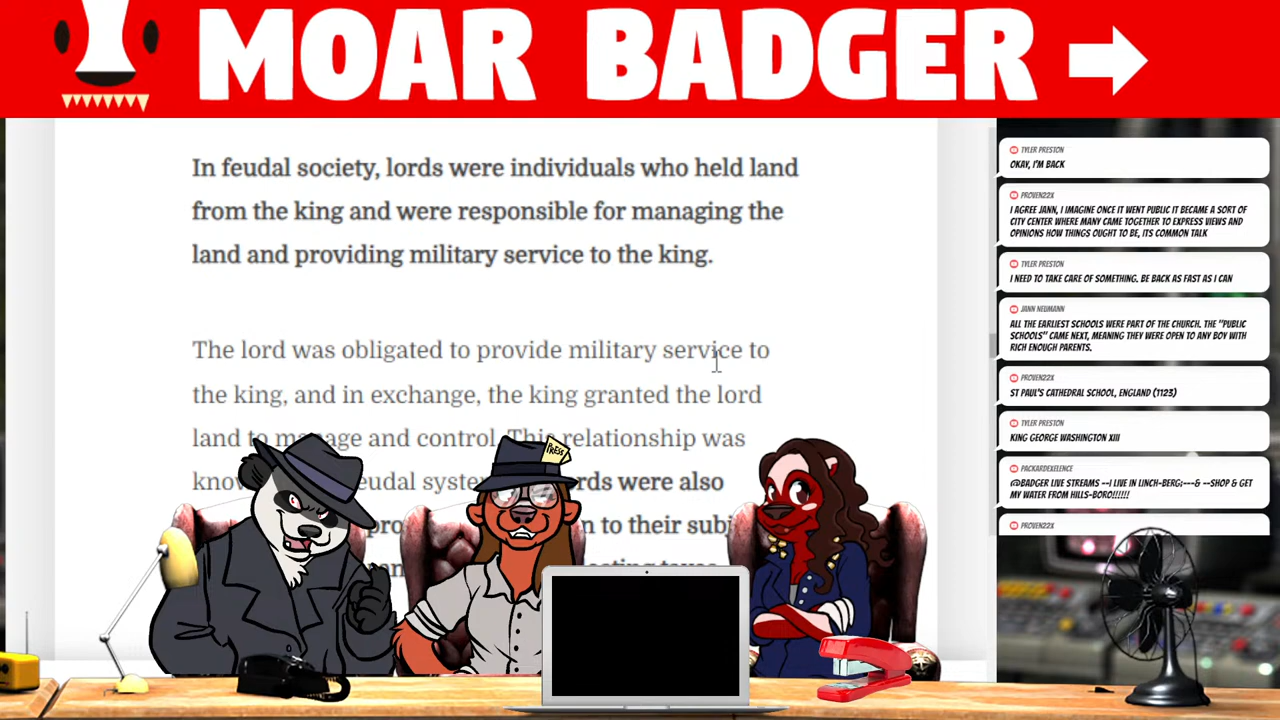 MOAR BADGER
In feudal society, lords were individuals who held land
from the king and were responsible for managing the
land and providing military service to the king.
The lord was obligated to provide military service to
the king, and in exchange, the king granted the lord
land to manage and control. This relationship was
feudal rds were also
n to their
PRESS
TYLER PRESTON
OKAY, I'M BACK
PROVEN22X
I AGREE JANN, I IMAGINE ONCE IT WENT PUBLIC IT BECAME A SORT OF
CITY CENTER WHERE MANY CAME TOGETHER TO EXPRESS VIEWS AND
OPINIONS HOW THINGS OUGHT TO BE, ITS COMMON TALK
TYLER PRESTON
I NEED TO TAKE CARE OF SOMETHING. BE BACK AS FAST AS I CAN
JANN NEUMANN
ALL THE EARLIEST SCHOOLS WERE PART OF THE CHURCH. THE "PUBLIC
SCHOOLS" CAME NEXT, MEANING THEY WERE OPEN TO ANY BOY WITH
RICH ENOUGH PARENTS.
PROVEN22X
ST PAUL'S CATHEDRAL SCHOOL, ENGLAND (1123)
TYLER PRESTON
KING GEORGE WASHINGTON XIII
PACKARDEXELENCE
@BADGER LIVE STREAMS --I LIVE IN LINCH-BERG:---& --SHOP & GET
MY WATER FROM HILLS-BORO!!!!!!
PROVEN22X